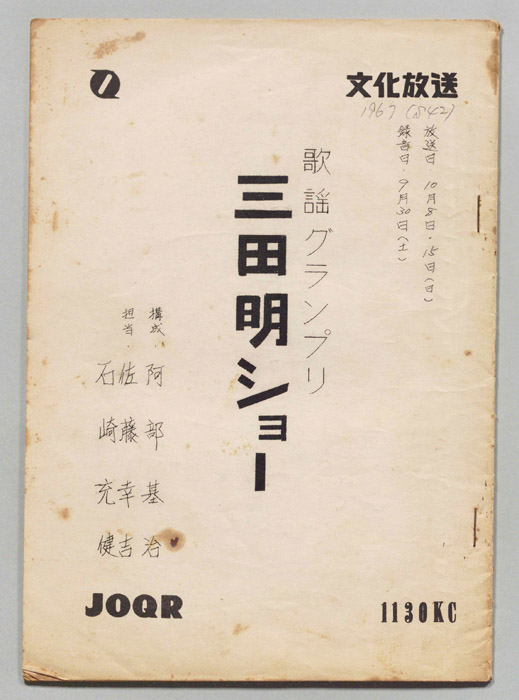 文化放送
1967 (S42)
放送日 10月8日・15日(日)
録音日・9月30日(土)
歌謡グランプリ
三田明ショー
構成・阿部基治
担当・佐藤幸吉
石崎充健
JOQR
1130KC